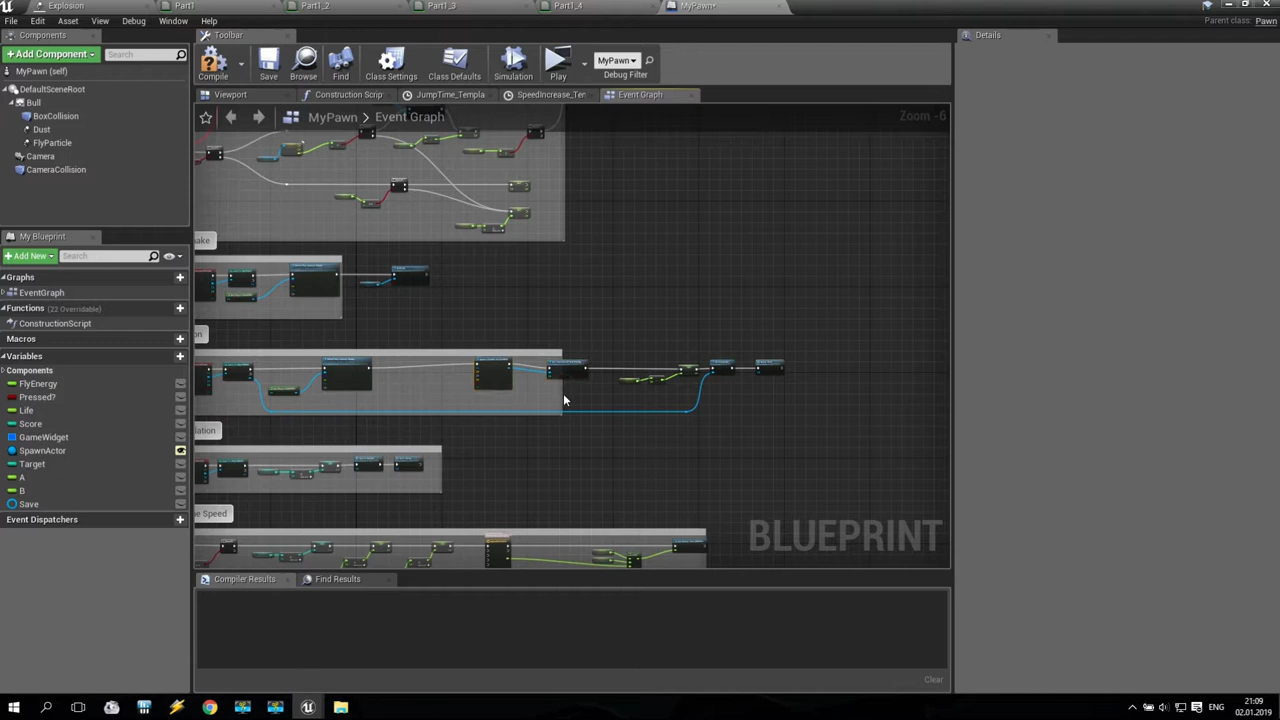 Explosion
Part1
Part1_2
Part1_3
Part1_4
MyPawn*
File
Edit
Asset
View
Debug
Window
Help
Parent class: Pawn
Components
Toolbar
Details
+Add Component
Search
MyPawn (self)
DefaultSceneRoot
Bull
BoxCollision
Dust
FlyParticle
Camera
CameraCollision
Compile
Save
Browse
Find
Class Settings
Class Defaults
Simulation
Play
MyPawn
Debug Filter
Viewport
Construction Scrip
JumpTime_Templa
SpeedIncrease_Ter
Event Graph
MyPawn > Event Graph
Zoom -6
My Blueprint
+Add New
Search
Graphs
EventGraph
Functions (22 Overridable)
ConstructionScript
Macros
Variables
Components
FlyEnergy
Pressed?
Life
Score
GameWidget
SpawnActor
Target
A
B
Save
Event Dispatchers
ake
on
lation
e Speed
BLUEPRINT
Compiler Results
Find Results
Clear
ENG
21:09
02.01.2019